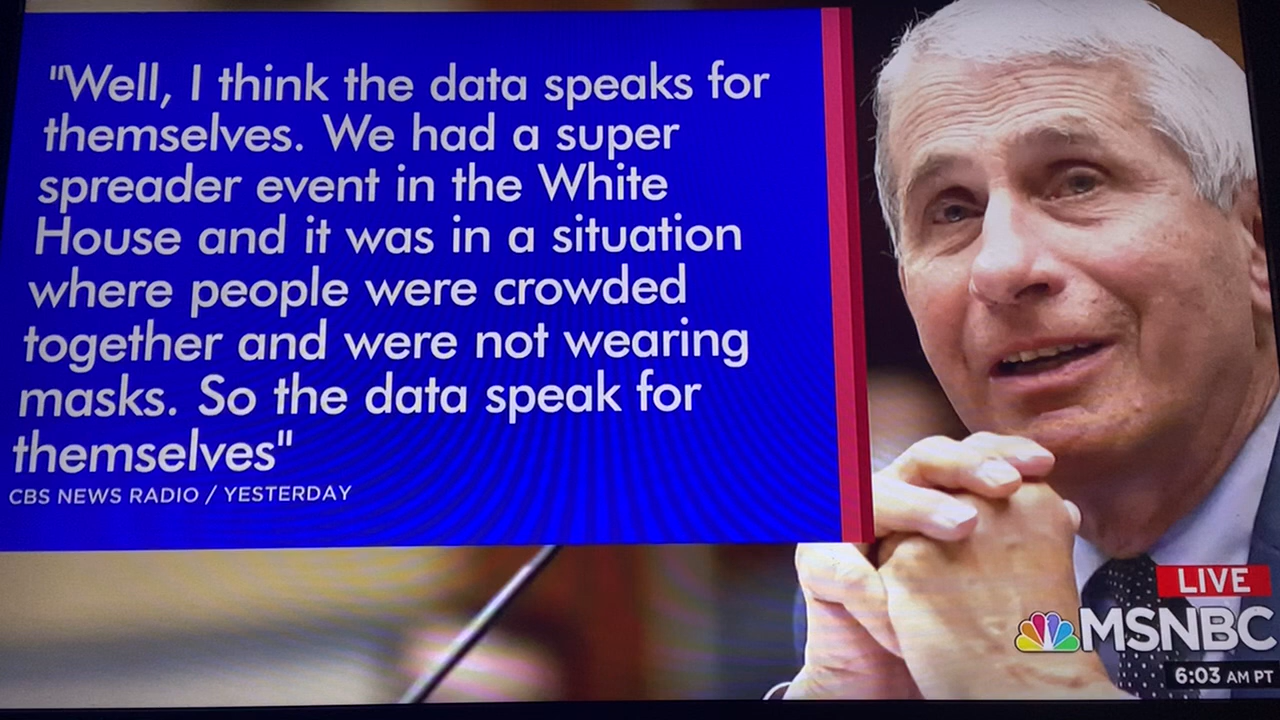 "Well, I think the data speaks for
themselves. We had a super
spreader event in the White
House and it was in a situation
where people were crowded
together and were not wearing
masks. So the data speak for
themselves"
CBS NEWS RADIO / YESTERDAY
LIVE
MSNBC
6:03 AM PT